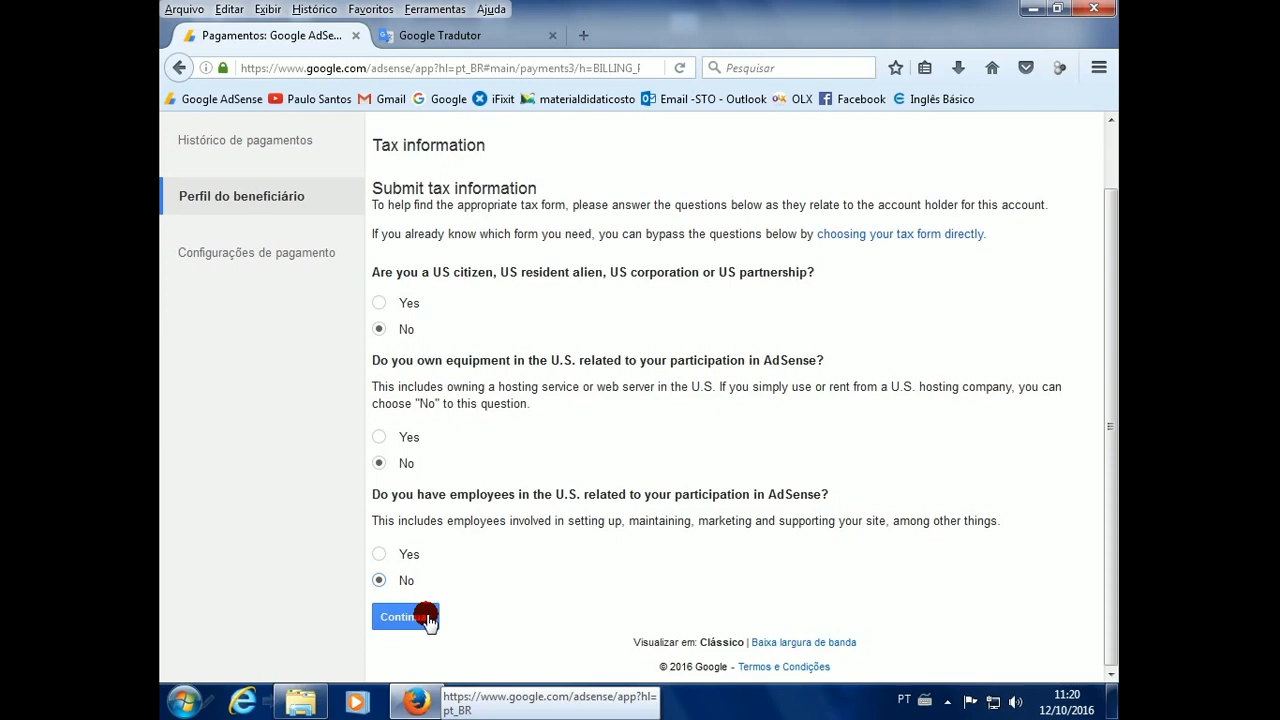 Arquivo Editar Exibir Histórico Favoritos Ferramentas Ajuda
Pagamentos: Google AdSe... Google Tradutor
https://www.google.com/adsense/app?hl=pt_BR#main/payments3/h=BILLING_ Pesquisar
Google AdSense Paulo Santos Gmail Google iFixit materialdidaticosto Email -STO - Outlook OLX Facebook Inglês Básico
Histórico de pagamentos
Perfil do beneficiário
Configurações de pagamento
Tax information
Submit tax information
To help find the appropriate tax form, please answer the questions below as they relate to the account holder for this account.
If you already know which form you need, you can bypass the questions below by choosing your tax form directly.
Are you a US citizen, US resident alien, US corporation or US partnership?
Yes
No
Do you own equipment in the U.S. related to your participation in AdSense?
This includes owning a hosting service or web server in the U.S. If you simply use or rent from a U.S. hosting company, you can
choose "No" to this question.
Yes
No
Do you have employees in the U.S. related to your participation in AdSense?
This includes employees involved in setting up, maintaining, marketing and supporting your site, among other things.
Yes
No
Visualizar em: Clássico | Baixa largura de banda
© 2016 Google - Termos e Condições
https://www.google.com/adsense/app?hl=
pt_BR
PT
11:20
12/10/2016